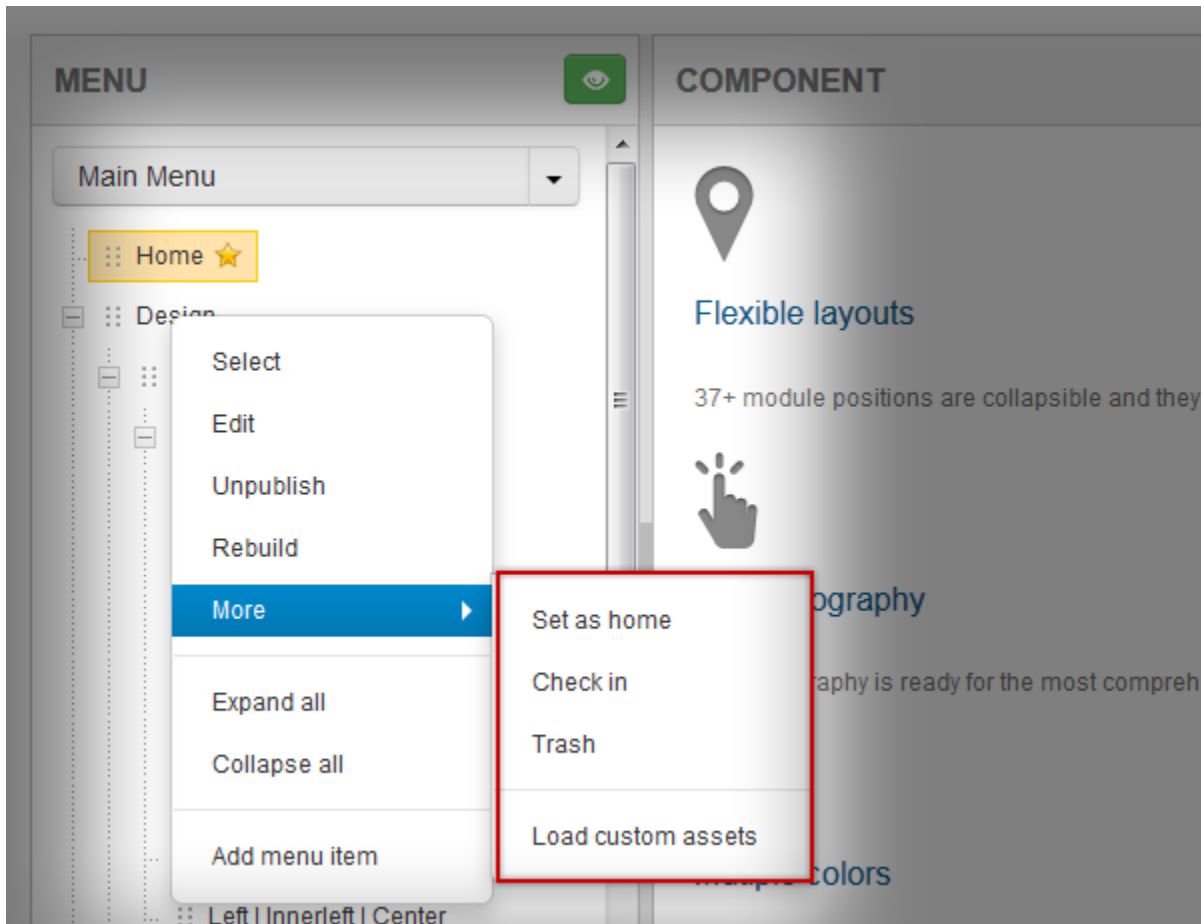 MENU
COMPONENT
Main Menu
Home
Design
Select
Edit
Unpublish
Rebuild
More
Expand all
Collapse all
Add menu item
Left | Innerleft | Center
Set as home
Check in
Trash
Load custom assets
Flexible layouts
37+ module positions are collapsible and they
ography
raphy is ready for the most compreh
colors